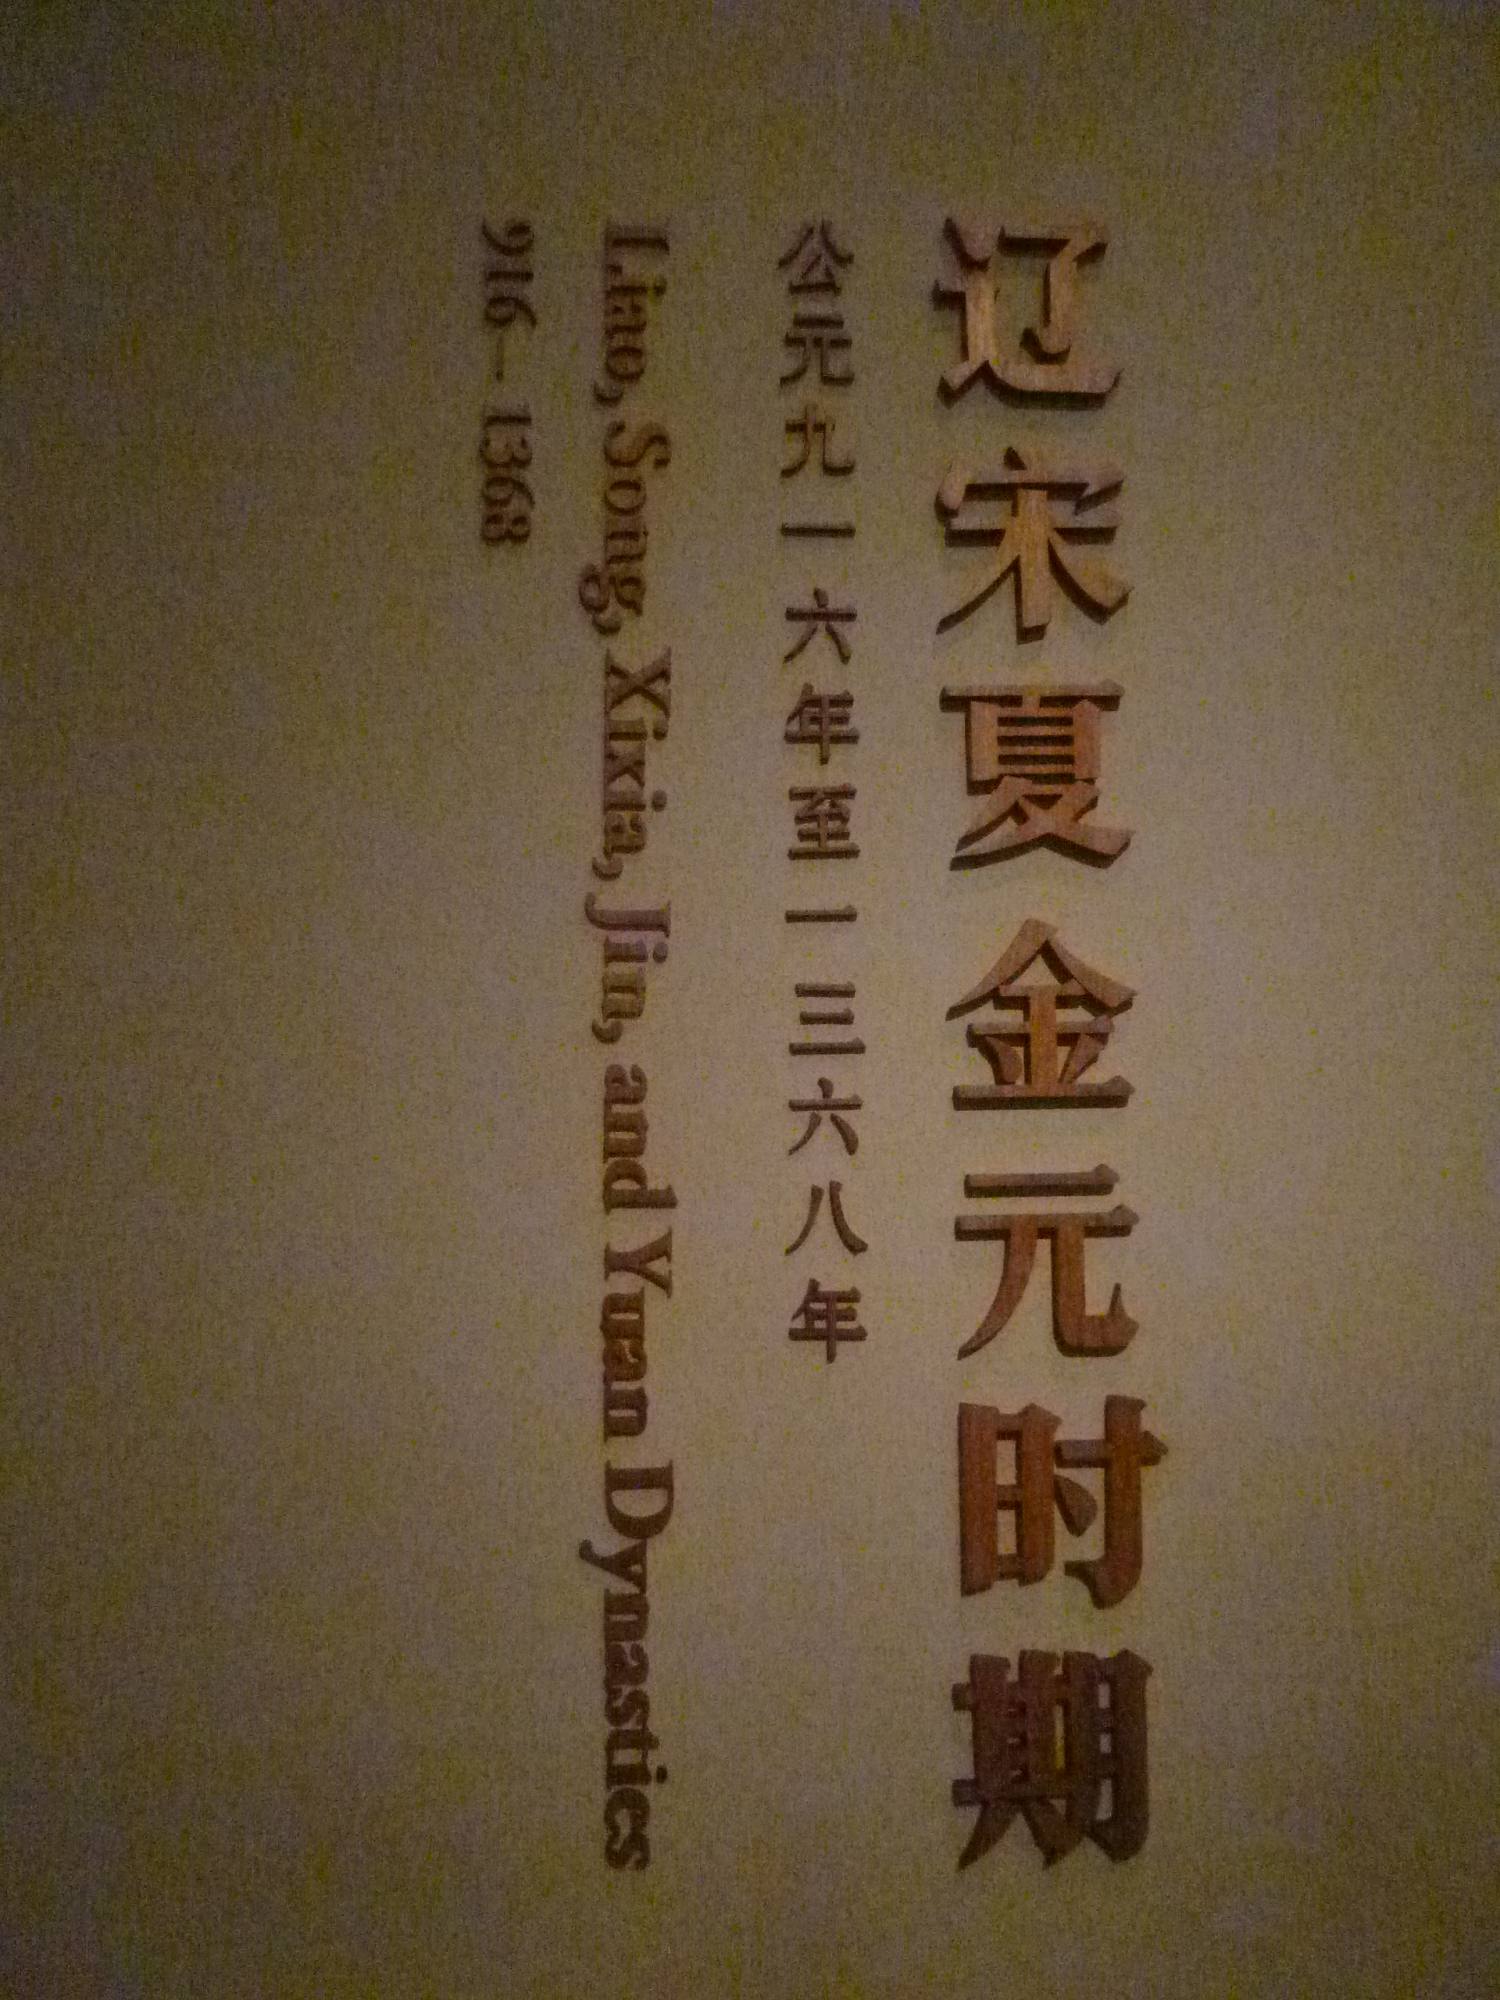 辽宋夏金元时期
公元九一六年至一三六八年
Liao, Song, Xixia, Jin, and Yuan Dynasties
916 — 1368